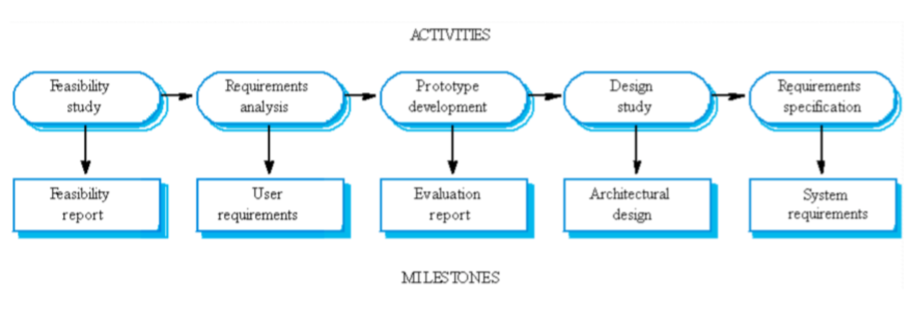 ACTIVITIES
Feasibility
study
Requirements
analysis
Prototype
development
Design
study
Requirements
specification
Feasibility
report
User
requirements
Evaluation
report
Architectural
design
System
requirements
MILESTONES